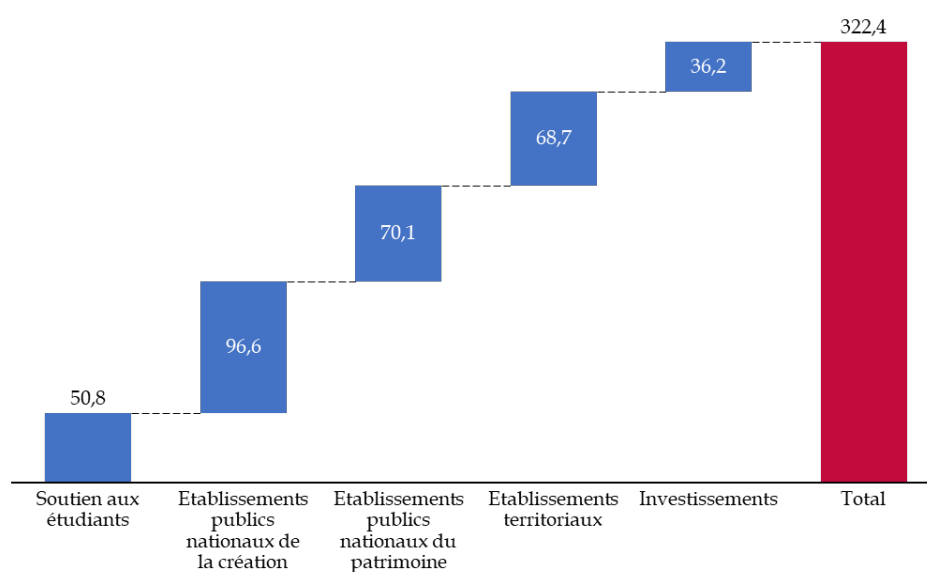 322,4
36,2
68,7
70,1
96,6
50,8
Soutien aux
étudiants
Etablissements
publics
nationaux de
la création
Etablissements
publics
nationaux du
patrimoine
Etablissements
territoriaux
Investissements
Total